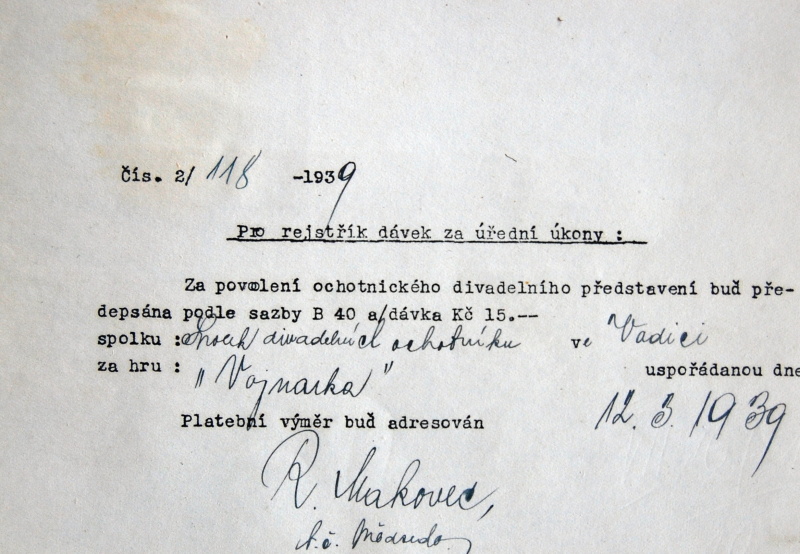 čís. 2/ 118 -1939
Pro rejstřík dávek za úřední úkony :
Za povolení ochotnického divadelního představení buď pře-
depsána podle sazby B 40 a/dávka Kč 15.--
spolku : divadelních ochotníku ve Vadici
za hru : "Vojnarka" uspořádanou dne
Platební výměr buď adresován 12. 3. 1939
R. Makovec,